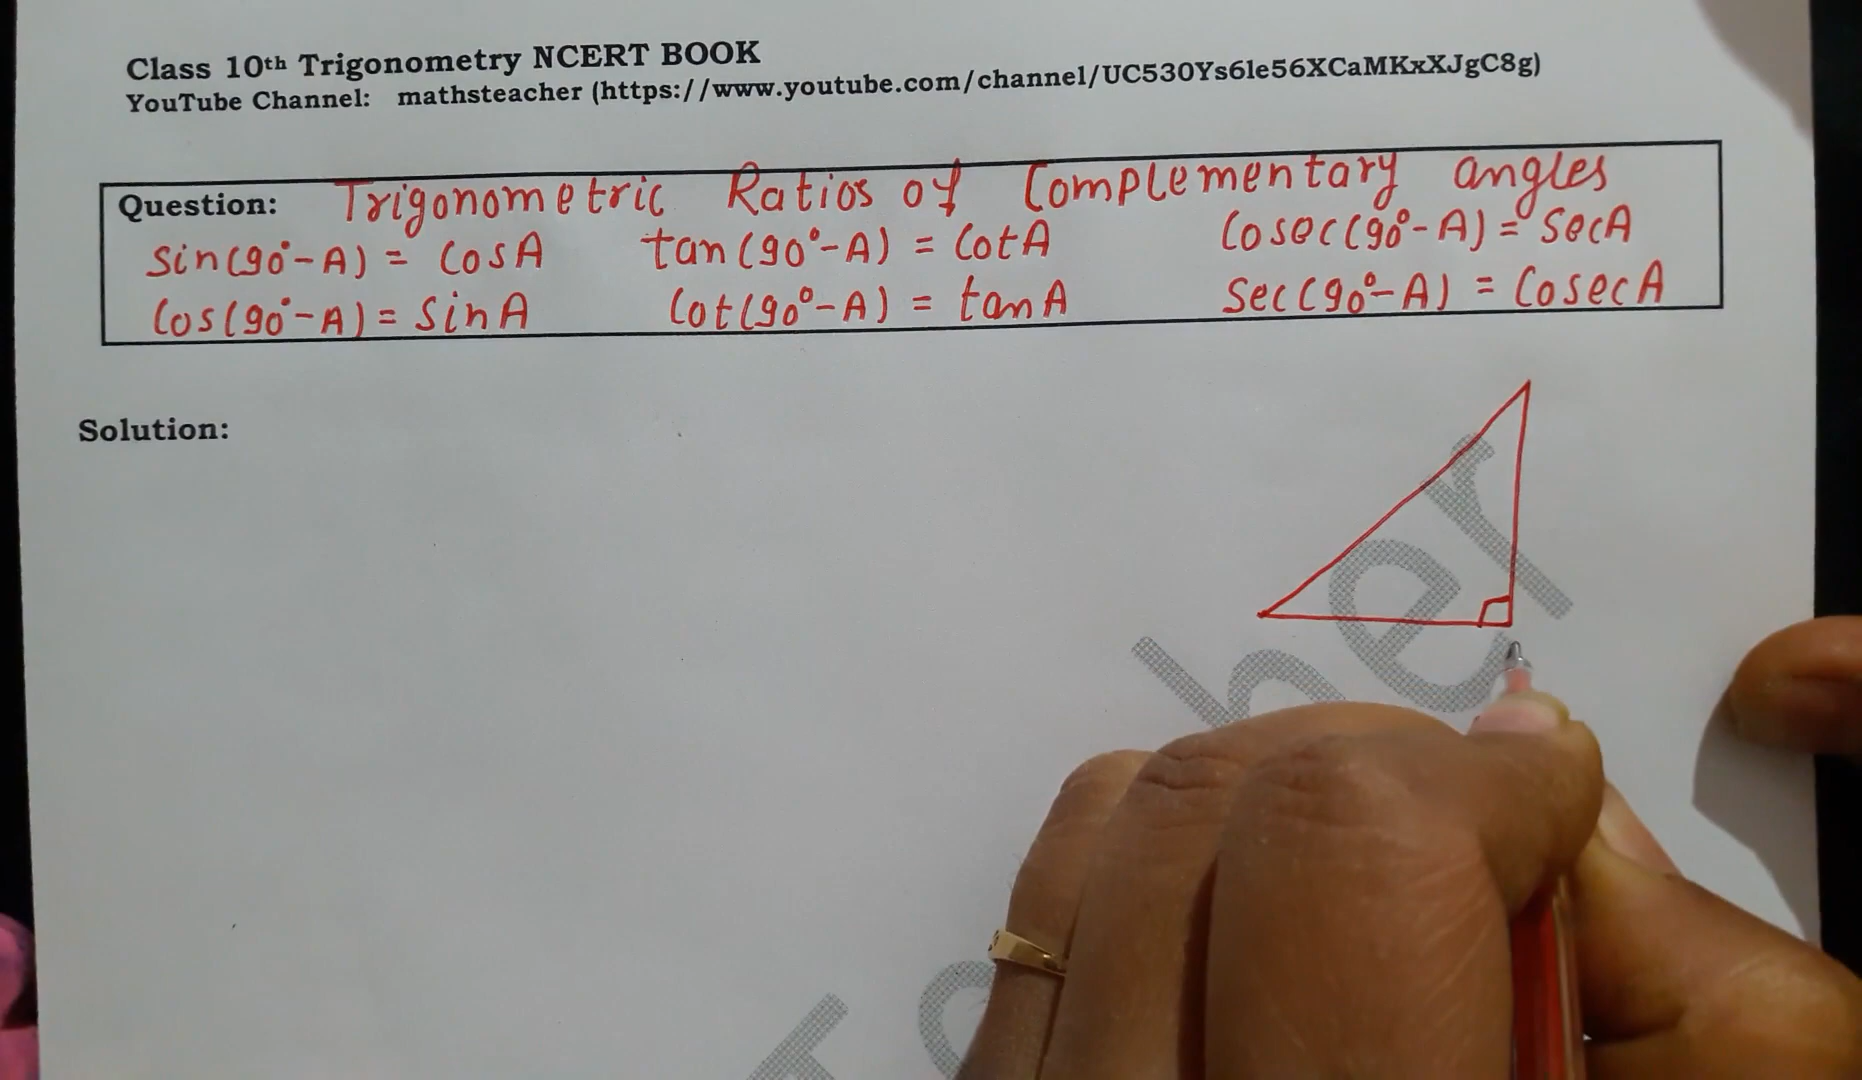 Class 10th Trigonometry NCERT BOOK
YouTube Channel: mathsteacher (https://www.youtube.com/channel/UC530Ys6le56XCaMKxXJgC8g)
Question: Trigonometric Ratios of Complementary angles
sin(90°-A) = cosA tan(90°-A) = cotA cosec(90°-A) = secA
cos(90°-A) = sinA cot(90°-A) = tanA sec(90°-A) = cosecA
Solution:
her